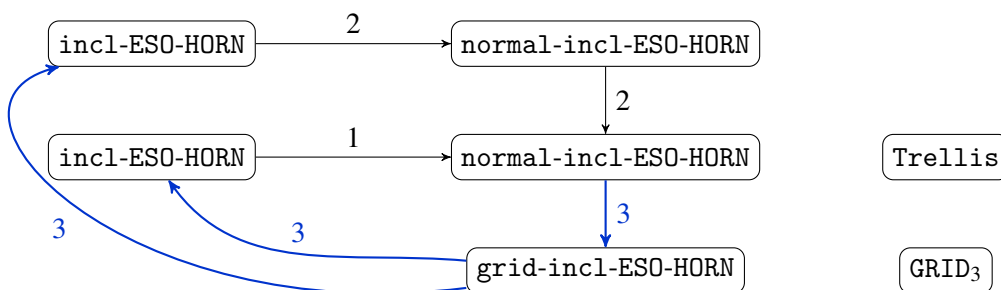 incl-ESO-HORN 2 normal-incl-ESO-HORN
2
incl-ESO-HORN 1 normal-incl-ESO-HORN Trellis
3 3 3
grid-incl-ESO-HORN GRID₃